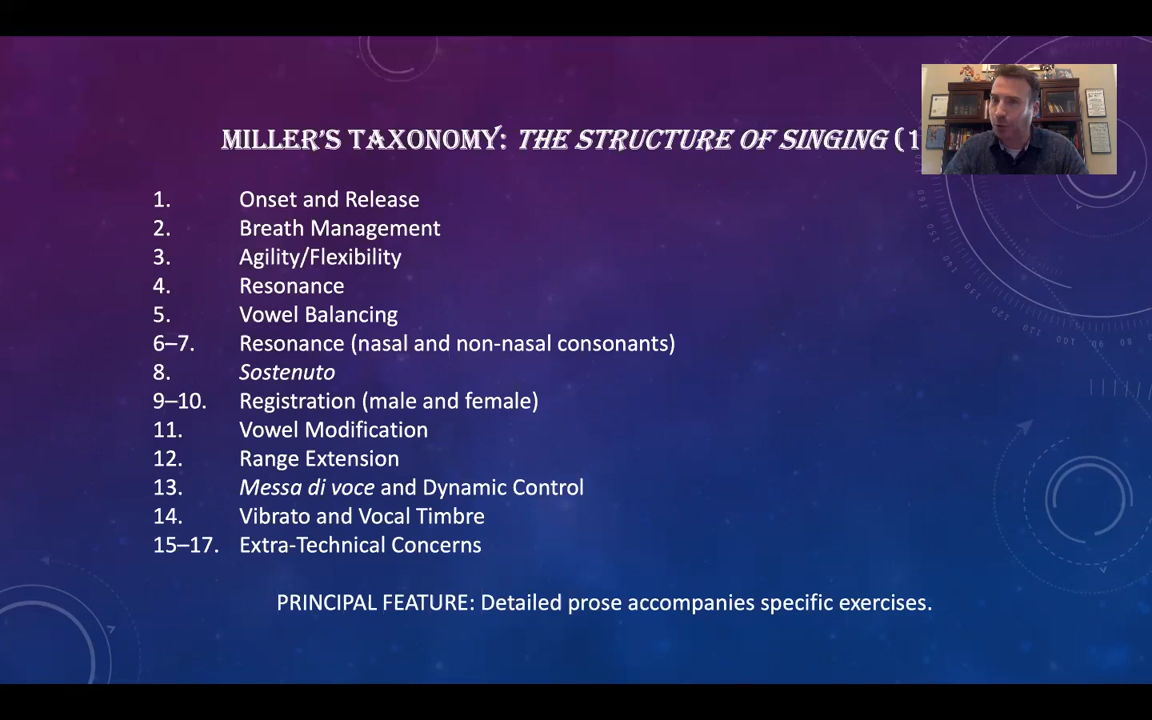 MILLER'S TAXONOMY: THE STRUCTURE OF SINGING (1
1. Onset and Release
2. Breath Management
3. Agility/Flexibility
4. Resonance
5. Vowel Balancing
6–7. Resonance (nasal and non-nasal consonants)
8. Sostenuto
9–10. Registration (male and female)
11. Vowel Modification
12. Range Extension
13. Messa di voce and Dynamic Control
14. Vibrato and Vocal Timbre
15–17. Extra-Technical Concerns
PRINCIPAL FEATURE: Detailed prose accompanies specific exercises.